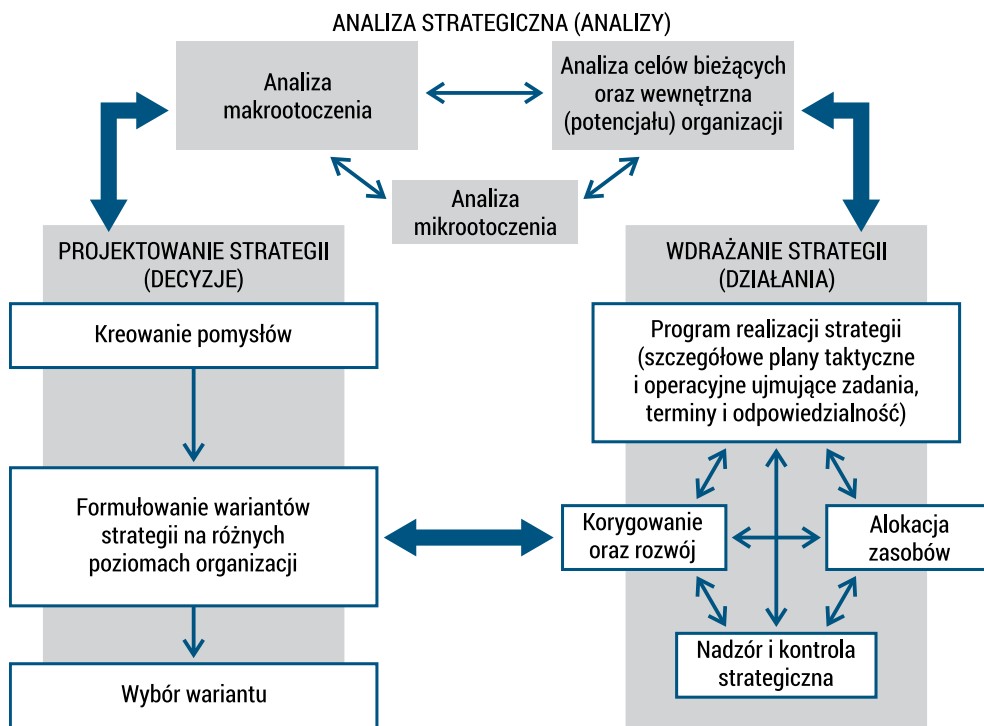 ANALIZA STRATEGICZNA (ANALIZY)
Analiza
makrootoczenia
Analiza celów bieżących
oraz wewnętrzna
(potencjału) organizacji
Analiza
mikrootoczenia
PROJEKTOWANIE STRATEGII
(DECYZJE)
Kreowanie pomysłów
Formułowanie wariantów
strategii na różnych
poziomach organizacji
Wybór wariantu
WDRAŻANIE STRATEGII
(DZIAŁANIA)
Program realizacji strategii
(szczegółowe plany taktyczne
i operacyjne ujmujące zadania,
terminy i odpowiedzialność)
Korygowanie
oraz rozwój
Alokacja
zasobów
Nadzór i kontrola
strategiczna